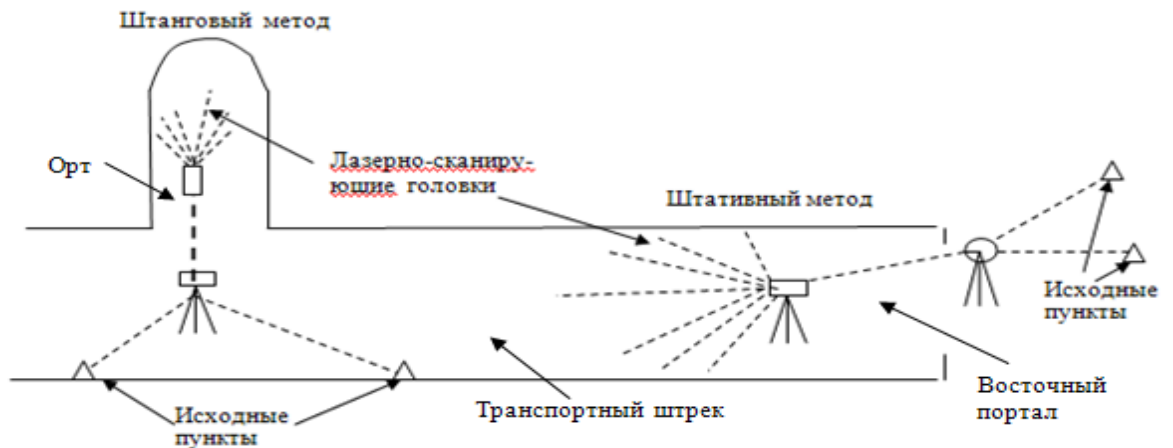 Штанговый метод
Орт
Лазерно-сканиру-
ющие головки
Штативный метод
Исходные
пункты
Транспортный штрек
Восточный
портал
Исходные
пункты